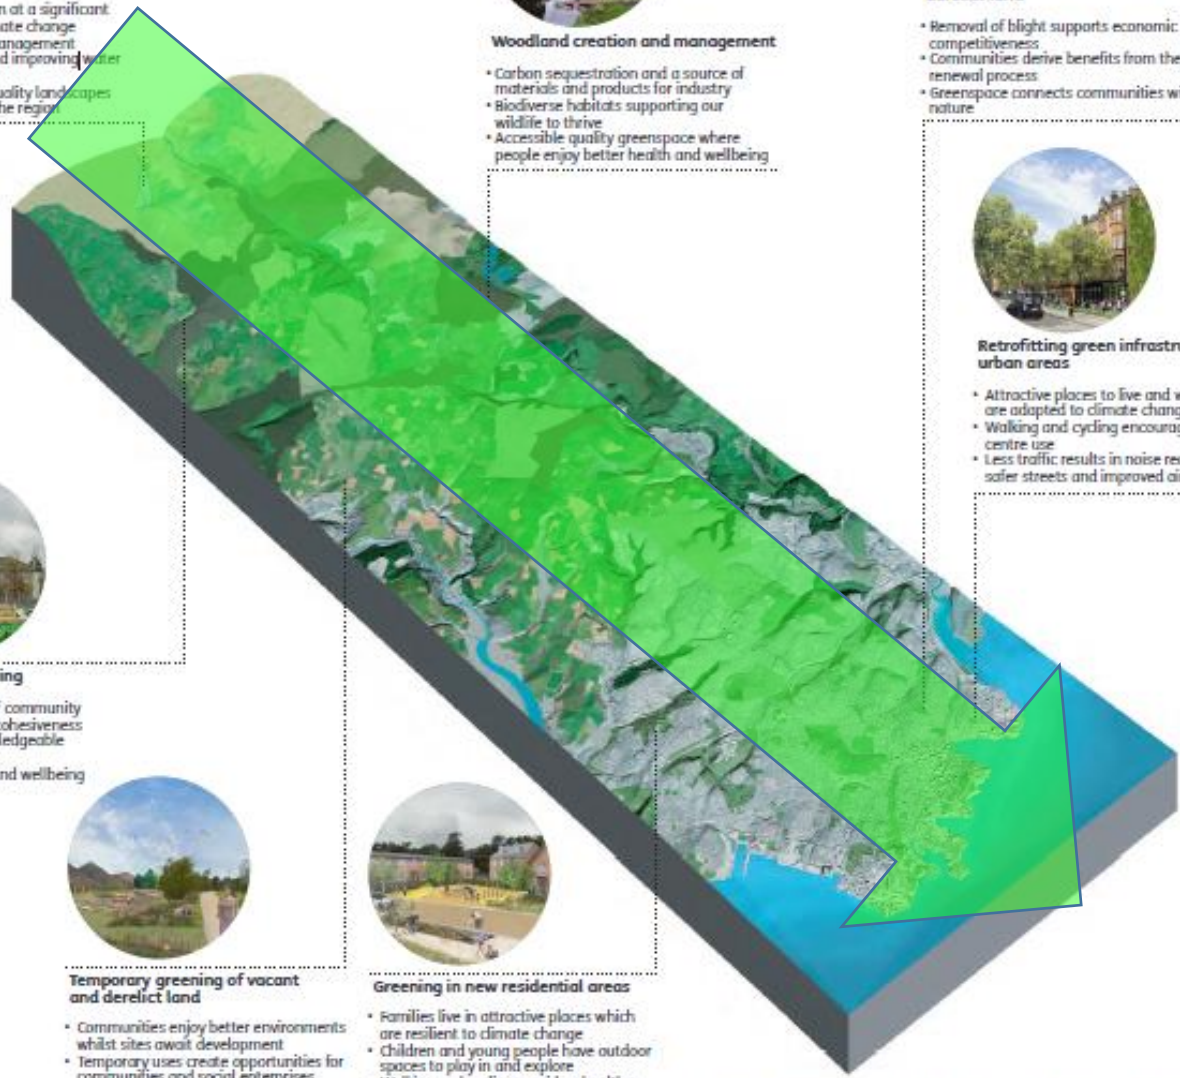 n at a significant
ate change
anagement
d improving water
uality landscapes
he region
Woodland creation and management
• Carbon sequestration and a source of
materials and products for industry
• Biodiverse habitats supporting our
wildlife to thrive
• Accessible quality greenspace where
people enjoy better health and wellbeing
• Removal of blight supports economic
competitiveness
• Communities derive benefits from the
renewal process
• Greenspace connects communities wi
nature
Retrofitting green infrastru
urban areas
• Attractive places to live and w
are adapted to climate chang
• Walking and cycling encourag
centre use
• Less traffic results in noise re
safer streets and improved ai
ing
community
ohesiveness
ledgeable
nd wellbeing
Temporary greening of vacant
and derelict land
• Communities enjoy better environments
whilst sites await development
• Temporary uses create opportunities for
communities and social enterprises
Greening in new residential areas
• Families live in attractive places which
are resilient to climate change
• Children and young people have outdoor
spaces to play in and explore